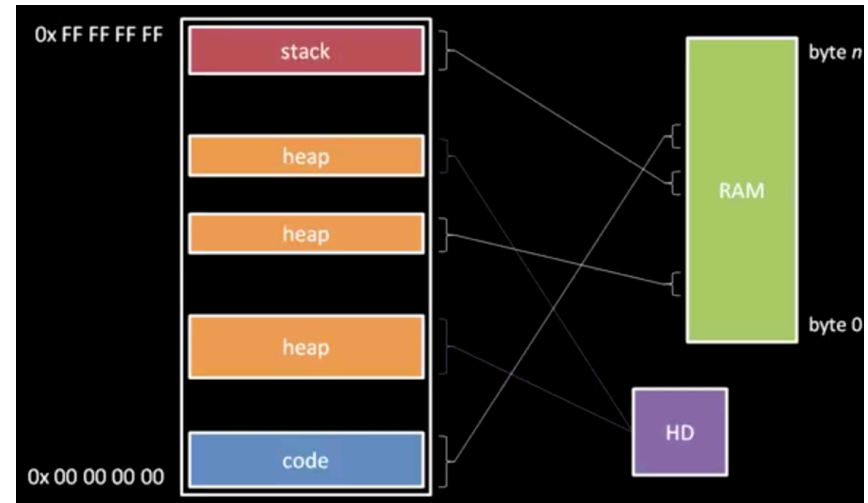 0x FF FF FF FF
stack
byte n
heap
RAM
heap
byte 0
heap
HD
code
0x 00 00 00 00